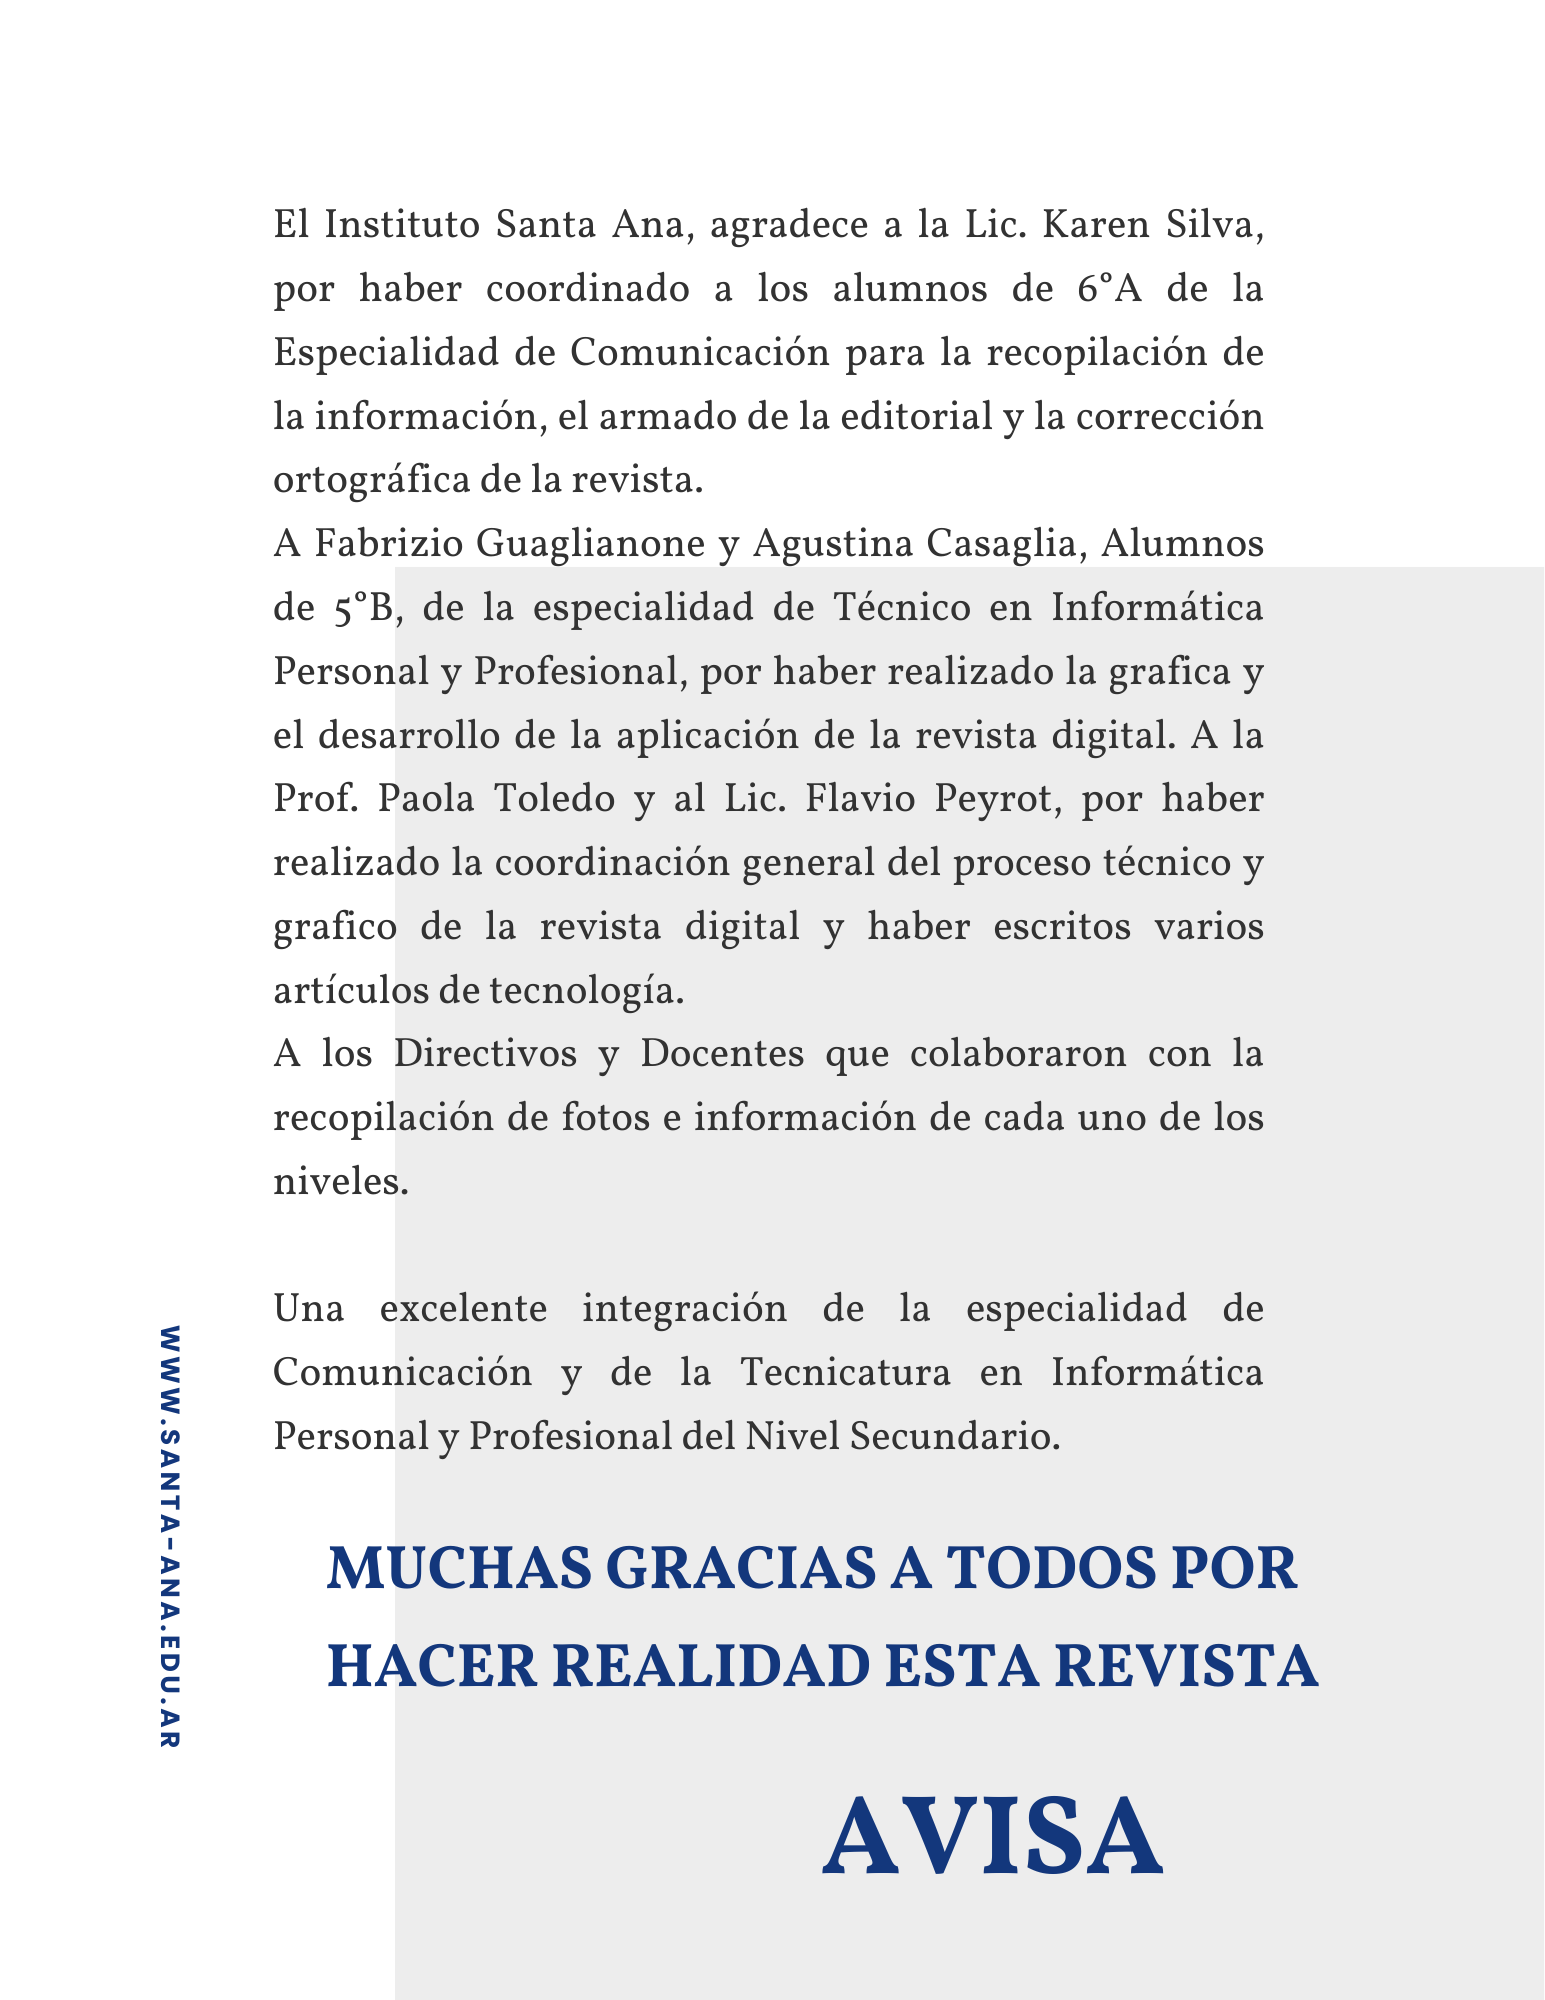 El Instituto Santa Ana, agradece a la Lic. Karen Silva,
por haber coordinado a los alumnos de 6°A de la
Especialidad de Comunicación para la recopilación de
la información, el armado de la editorial y la corrección
ortográfica de la revista.
A Fabrizio Guaglianone y Agustina Casaglia, Alumnos
de 5°B, de la especialidad de Técnico en Informática
Personal y Profesional, por haber realizado la grafica y
el desarrollo de la aplicación de la revista digital. A la
Prof. Paola Toledo y al Lic. Flavio Peyrot, por haber
realizado la coordinación general del proceso técnico y
grafico de la revista digital y haber escritos varios
artículos de tecnología.
A los Directivos y Docentes que colaboraron con la
recopilación de fotos e información de cada uno de los
niveles.
Una excelente integración de la especialidad de
Comunicación y de la Tecnicatura en Informática
Personal y Profesional del Nivel Secundario.
MUCHAS GRACIAS A TODOS POR
HACER REALIDAD ESTA REVISTA
AVISA
WWW.SANTA-ANA.EDU.AR